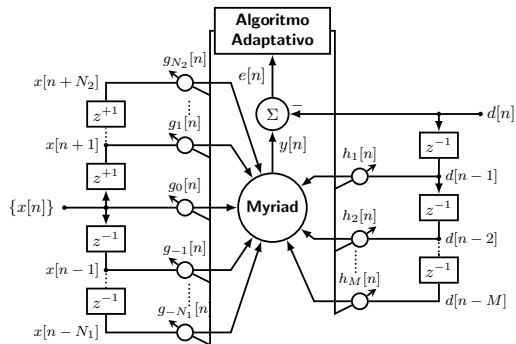 Algoritmo
Adaptativo
g_{N_2}[n]
x[n + N_2]
e[n]
z^{+1}
Σ
−
d[n]
g_1[n]
x[n + 1]
y[n]
z^{-1}
h_1[n]
z^{+1}
d[n − 1]
g_0[n]
{x[n]}
Myriad
z^{-1}
h_2[n]
z^{-1}
d[n − 2]
g_{-1}[n]
x[n − 1]
z^{-1}
h_M[n]
z^{-1}
g_{-N_1}[n]
d[n − M]
x[n − N_1]